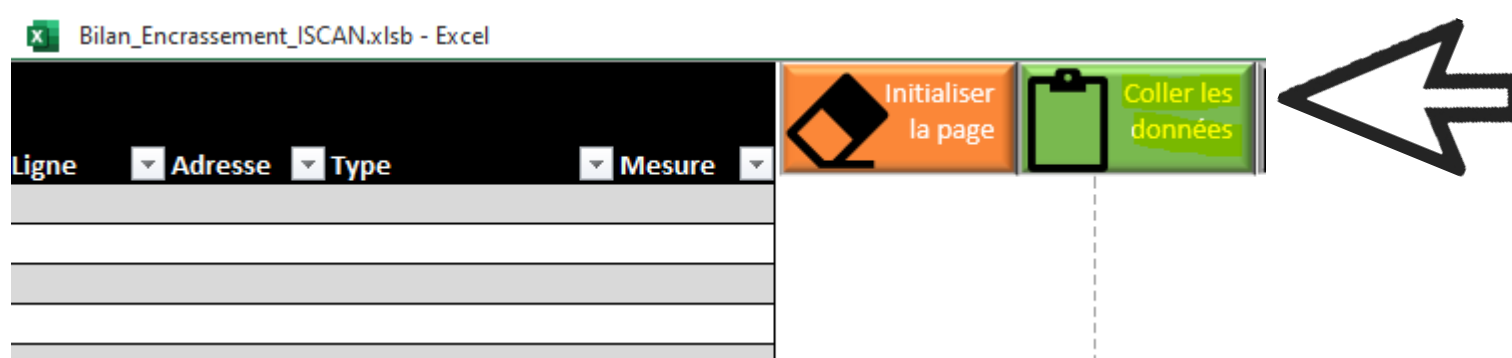 Bilan_Encrassement_ISCAN.xlsb - Excel
Initialiser
la page
Coller les
données
Ligne Adresse Type Mesure